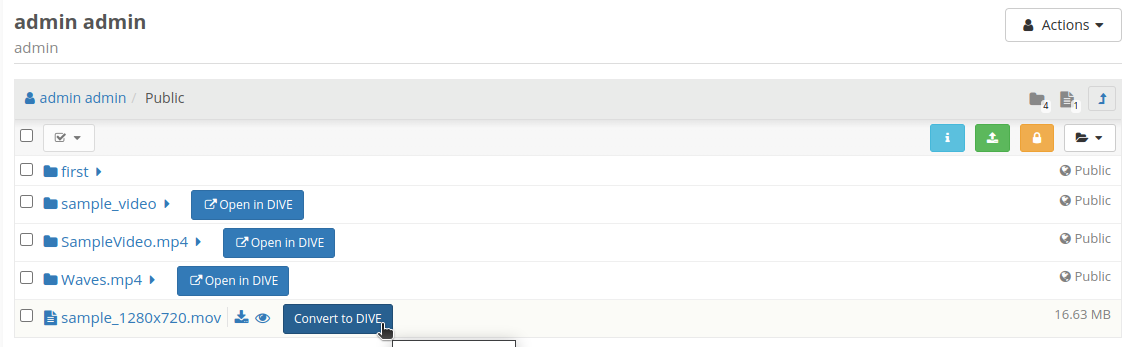 admin admin
Actions
admin
admin admin / Public
4
1
first
Public
sample_video
Open in DIVE
Public
SampleVideo.mp4
Open in DIVE
Public
Waves.mp4
Open in DIVE
Public
sample_1280x720.mov
Convert to DIVE
16.63 MB